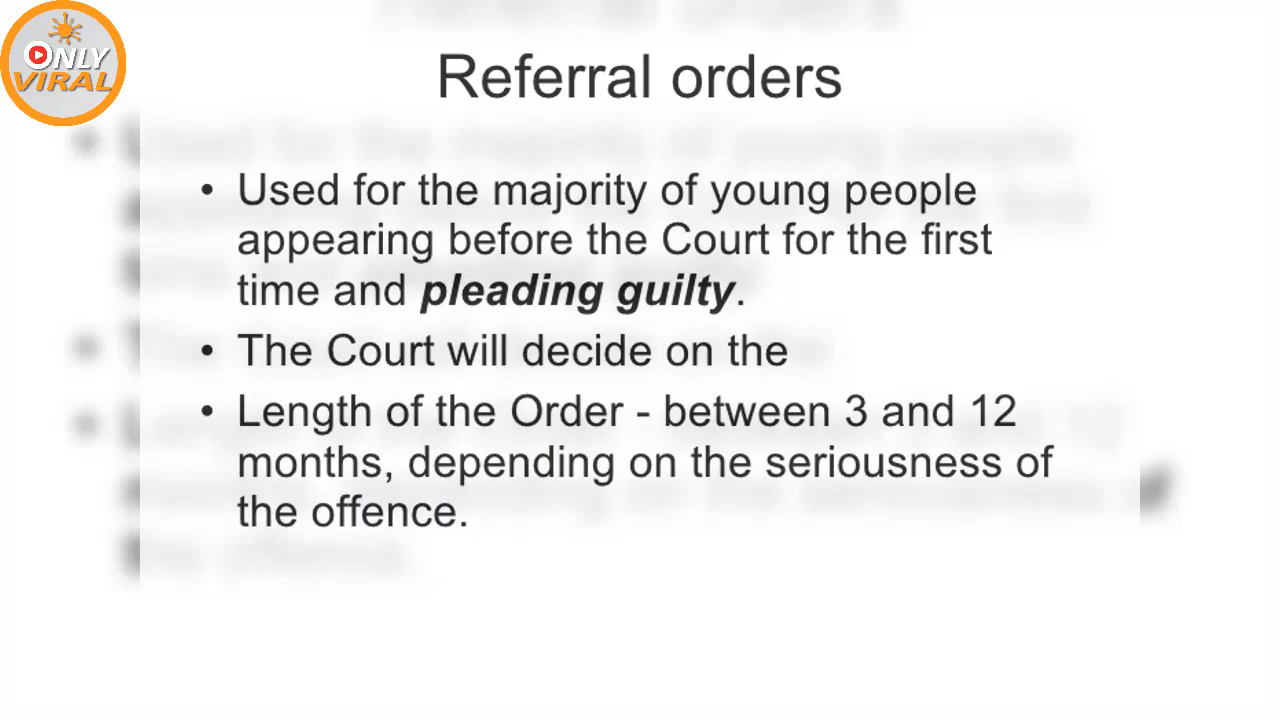 ONLY
VIRAL
Referral orders
• Used for the majority of young people
appearing before the Court for the first
time and pleading guilty.
• The Court will decide on the
• Length of the Order - between 3 and 12
months, depending on the seriousness of
the offence.